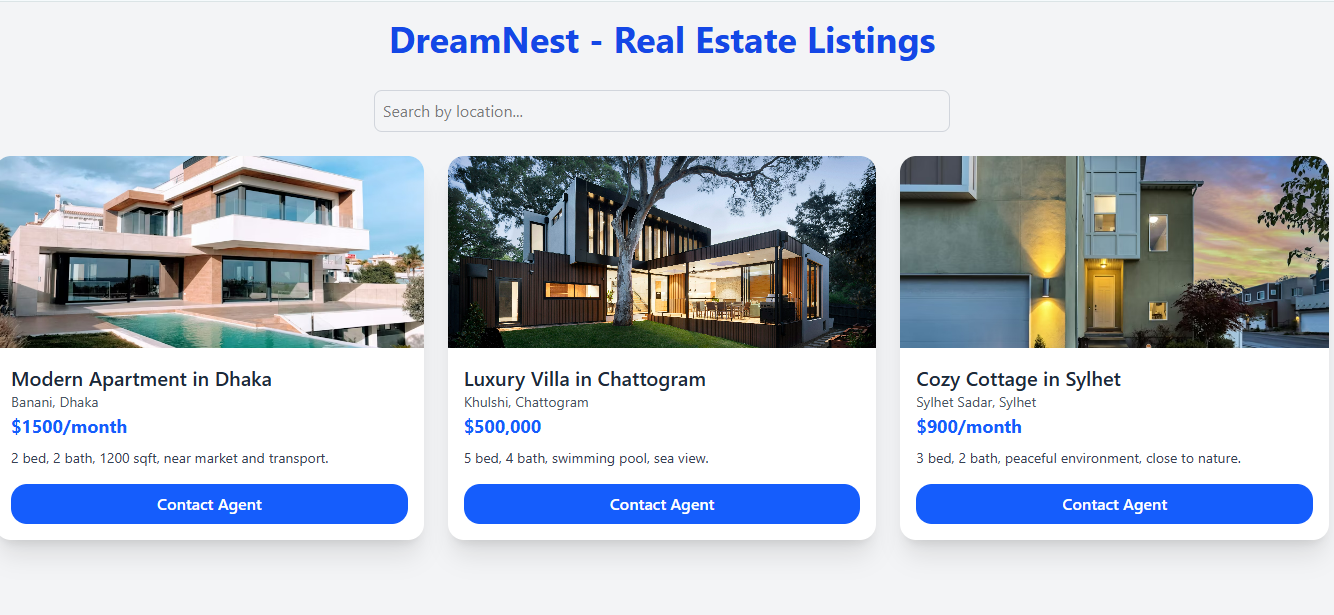 DreamNest - Real Estate Listings
Search by location...
Modern Apartment in Dhaka
Banani, Dhaka
$1500/month
2 bed, 2 bath, 1200 sqft, near market and transport.
Contact Agent
Luxury Villa in Chattogram
Khulshi, Chattogram
$500,000
5 bed, 4 bath, swimming pool, sea view.
Contact Agent
Cozy Cottage in Sylhet
Sylhet Sadar, Sylhet
$900/month
3 bed, 2 bath, peaceful environment, close to nature.
Contact Agent